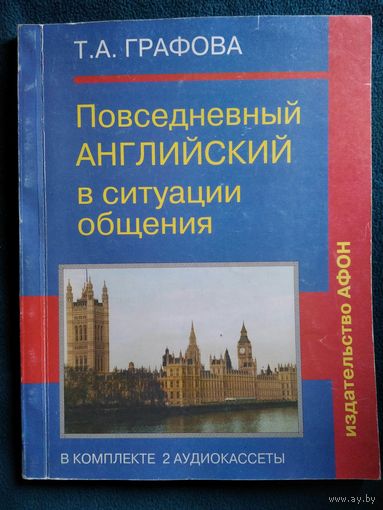 Т.А. ГРАФОВА
Повседневный
АНГЛИЙСКИЙ
в ситуации
общения
издательство АФОН
В КОМПЛЕКТЕ 2 АУДИОКАССЕТЫ
www.ay.by